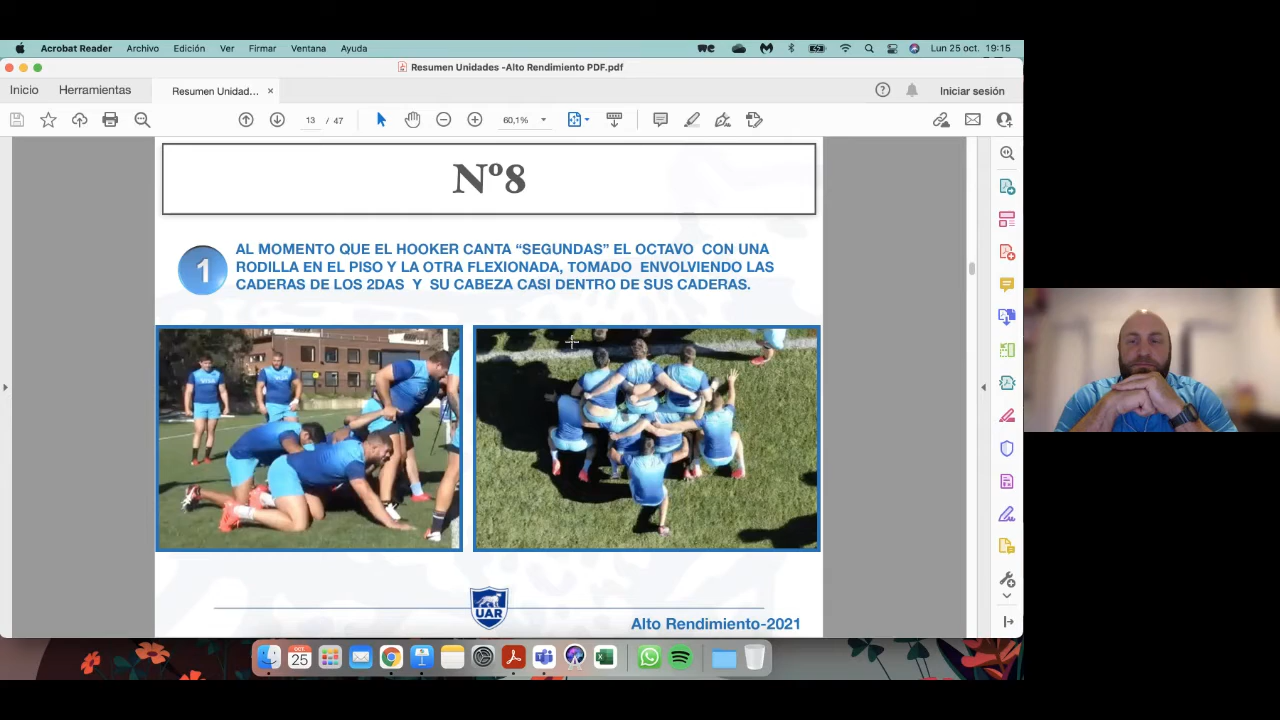 Acrobat Reader Archivo Edición Ver Firmar Ventana Ayuda Lun 25 oct. 19:15
Resumen Unidades -Alto Rendimiento PDF.pdf
Inicio Herramientas Resumen Unidad... × Iniciar sesión
13 / 47 60,1%
Nº8
1
AL MOMENTO QUE EL HOOKER CANTA “SEGUNDAS” EL OCTAVO CON UNA
RODILLA EN EL PISO Y LA OTRA FLEXIONADA, TOMADO ENVOLVIENDO LAS
CADERAS DE LOS 2DAS Y SU CABEZA CASI DENTRO DE SUS CADERAS.
UAR
Alto Rendimiento-2021
OCT.
25